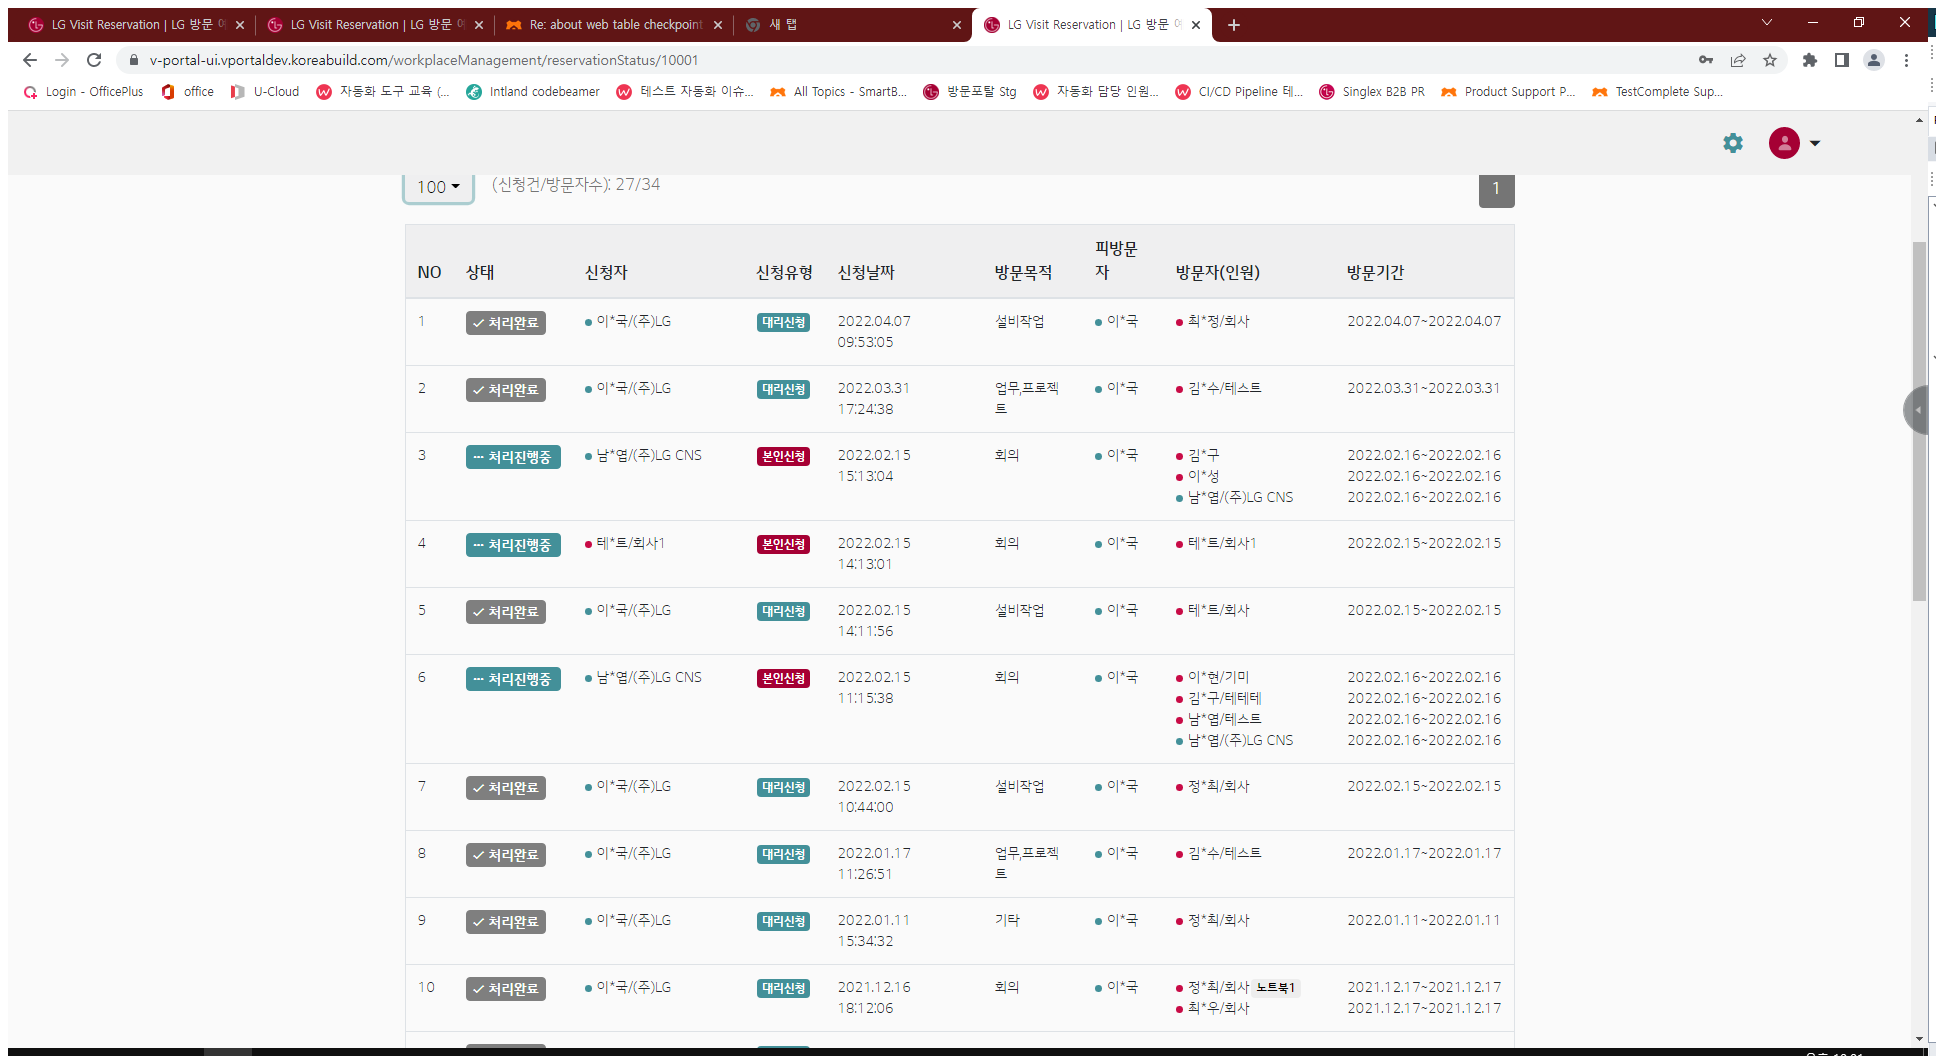 LG Visit Reservation | LG 방문
LG Visit Reservation | LG 방문
Re: about web table checkpoint
새 탭
LG Visit Reservation | LG 방문
v-portal-ui.vportaldev.koreabuild.com/workplaceManagement/reservationStatus/10001
Login - OfficePlus office U-Cloud 자동화 도구 교육 (... Intland codebeamer 테스트 자동화 이슈... All Topics - SmartB... 방문포탈 Stg 자동화 담당 인원... CI/CD Pipeline 테... Singlex B2B PR Product Support P... TestComplete Sup...
100 (신청건/방문자수): 27/34 1
NO 상태 신청자 신청유형 신청날짜 방문목적 피방문자 방문자(인원) 방문기간
1 처리완료 이*국/(주)LG 대리신청 2022.04.07 설비작업 이*국 최*정/회사 2022.04.07~2022.04.07
09:53:05
2 처리완료 이*국/(주)LG 대리신청 2022.03.31 업무,프로젝 이*국 김*수/테스트 2022.03.31~2022.03.31
17:24:38 트
3 처리진행중 남*엽/(주)LG CNS 본인신청 2022.02.15 회의 이*국 김*구 2022.02.16~2022.02.16
15:13:04 이*성 2022.02.16~2022.02.16
남*엽/(주)LG CNS 2022.02.16~2022.02.16
4 처리진행중 테*트/회사1 본인신청 2022.02.15 회의 이*국 테*트/회사1 2022.02.15~2022.02.15
14:13:01
5 처리완료 이*국/(주)LG 대리신청 2022.02.15 설비작업 이*국 테*트/회사 2022.02.15~2022.02.15
14:11:56
6 처리진행중 남*엽/(주)LG CNS 본인신청 2022.02.15 회의 이*국 이*현/기미 2022.02.16~2022.02.16
11:15:38 김*구/테테테 2022.02.16~2022.02.16
남*엽/테스트 2022.02.16~2022.02.16
남*엽/(주)LG CNS 2022.02.16~2022.02.16
7 처리완료 이*국/(주)LG 대리신청 2022.02.15 설비작업 이*국 정*최/회사 2022.02.15~2022.02.15
10:44:00
8 처리완료 이*국/(주)LG 대리신청 2022.01.17 업무,프로젝 이*국 김*수/테스트 2022.01.17~2022.01.17
11:26:51 트
9 처리완료 이*국/(주)LG 대리신청 2022.01.11 기타 이*국 정*최/회사 2022.01.11~2022.01.11
15:34:32
10 처리완료 이*국/(주)LG 대리신청 2021.12.16 회의 이*국 정*최/회사 노트북1 2021.12.17~2021.12.17
18:12:06 최*우/회사 2021.12.17~2021.12.17